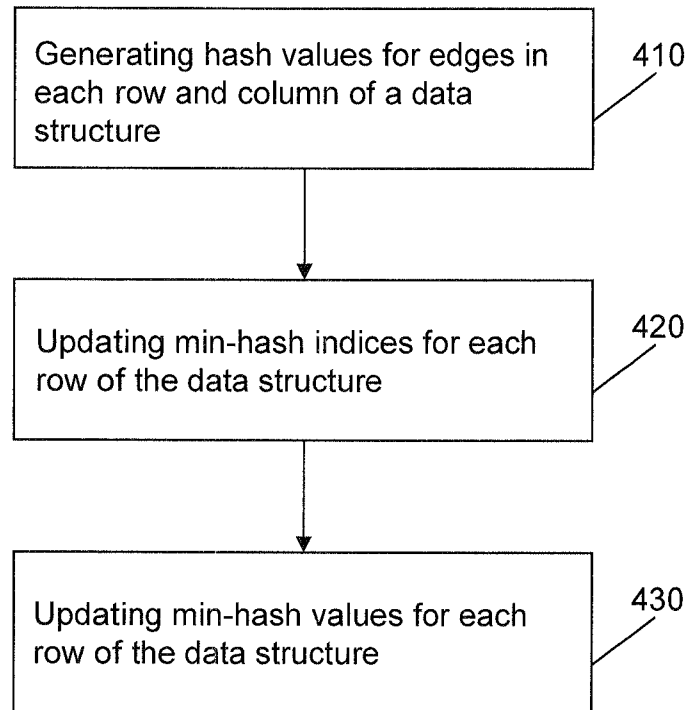 Generating hash values for edges in
each row and column of a data
structure
410
Updating min-hash indices for each
row of the data structure
420
Updating min-hash values for each
row of the data structure
430